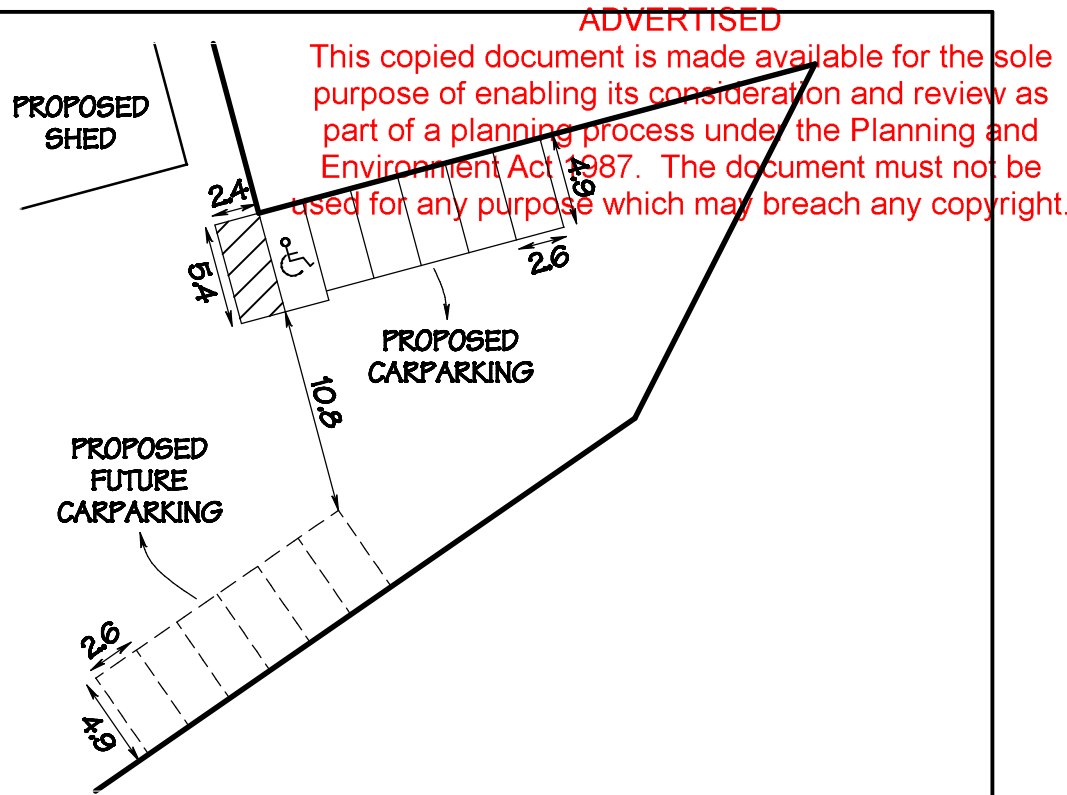 ADVERTISED
This copied document is made available for the sole
purpose of enabling its consideration and review as
part of a planning process under the Planning and
Environment Act 1987. The document must not be
used for any purpose which may breach any copyright.
PROPOSED
SHED
2.4
4.9
5.4
2.6
PROPOSED
CARPARKING
10.8
PROPOSED
FUTURE
CARPARKING
2.6
4.9